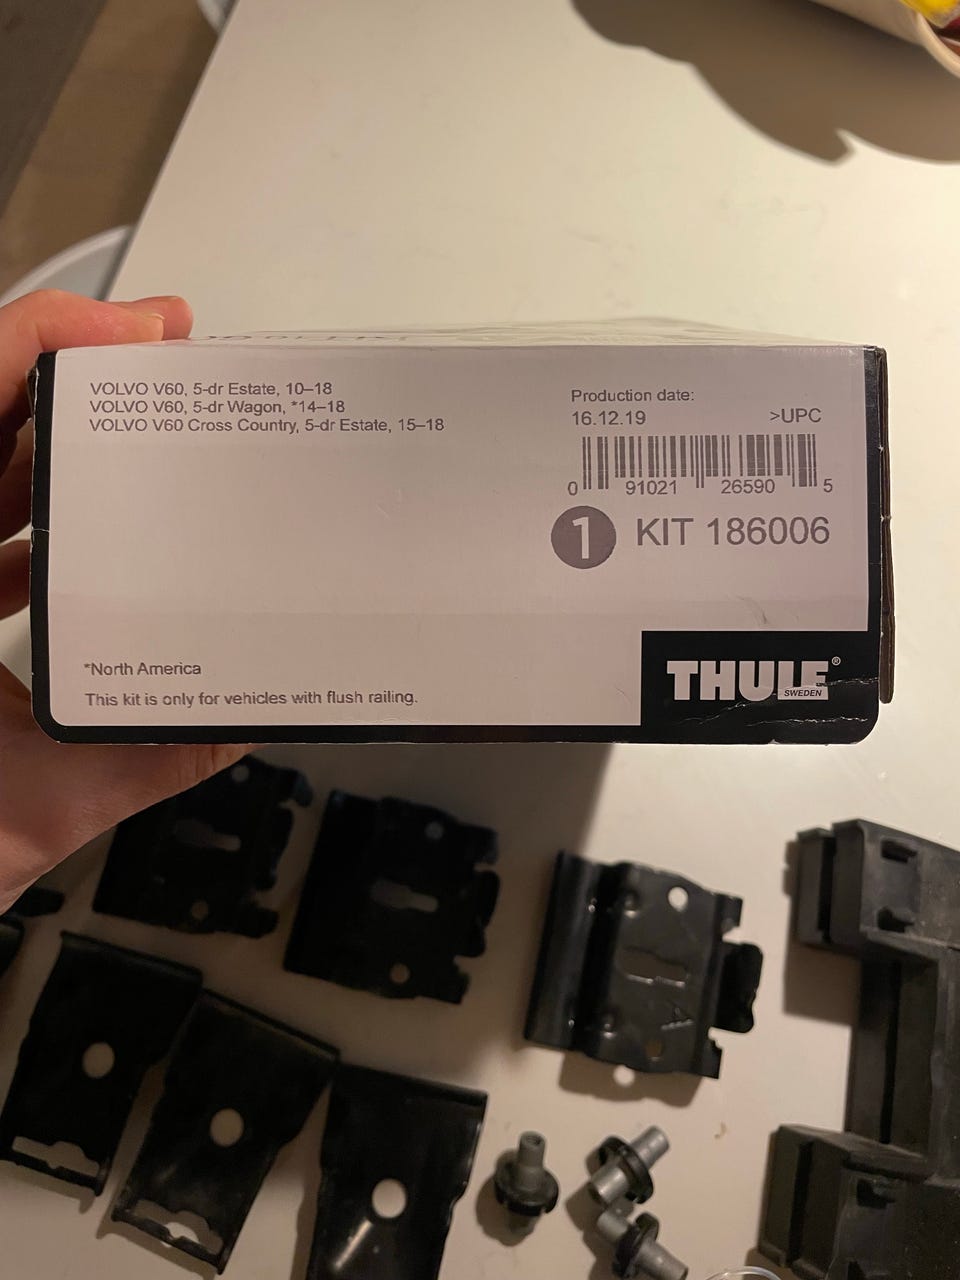 VOLVO V60, 5-dr Estate, 10–18
VOLVO V60, 5-dr Wagon, *14–18
VOLVO V60 Cross Country, 5-dr Estate, 15–18
Production date:
16.12.19 >UPC
0 91021 26590 5
1 KIT 186006
*North America
This kit is only for vehicles with flush railing.
THULE®
SWEDEN
A